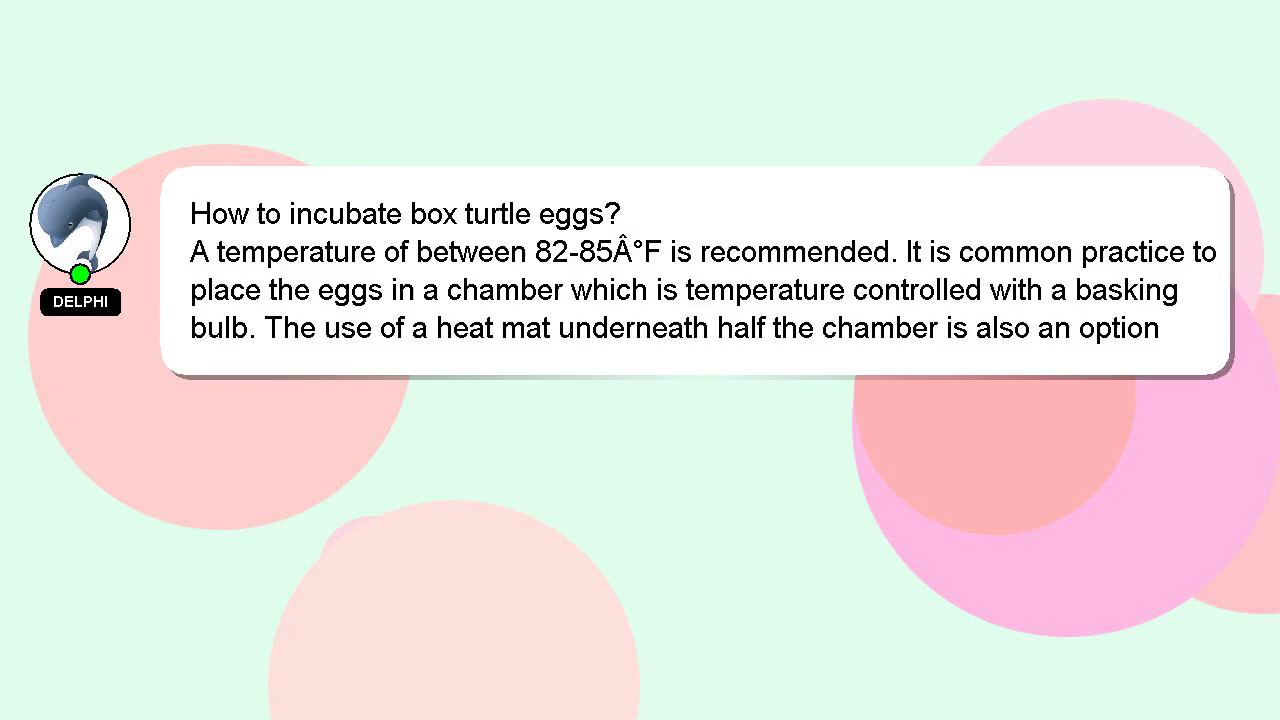 How to incubate box turtle eggs?
A temperature of between 82-85Â°F is recommended. It is common practice to
place the eggs in a chamber which is temperature controlled with a basking
bulb. The use of a heat mat underneath half the chamber is also an option
DELPHI